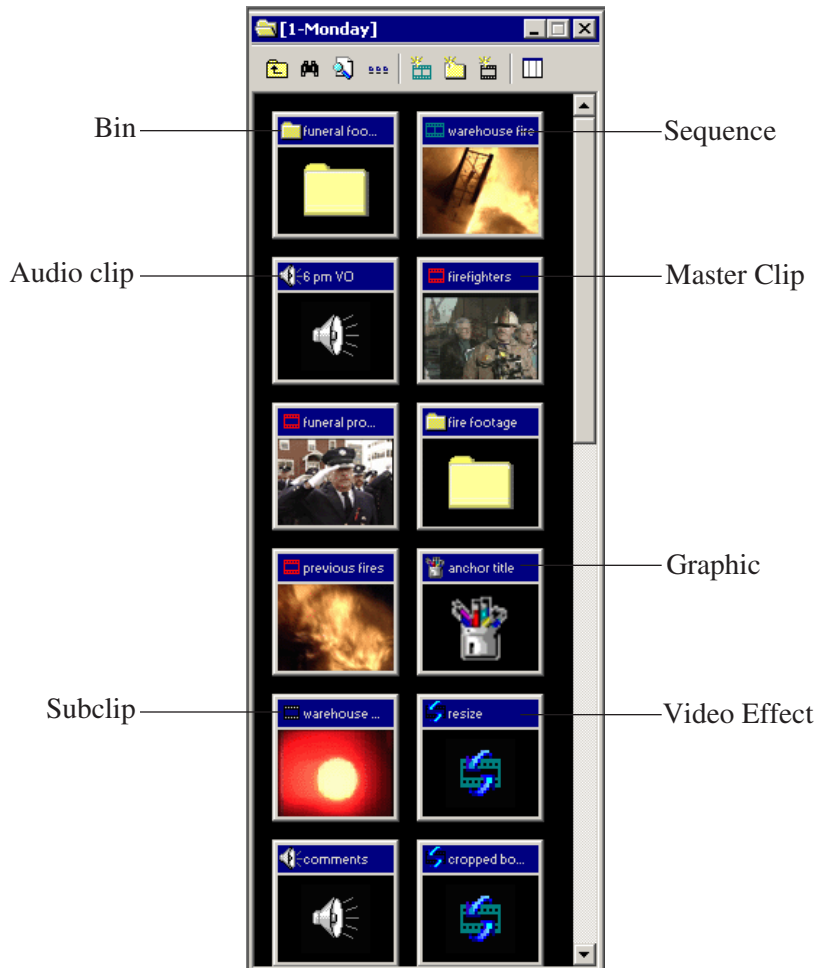 [1-Monday]
Bin
funeral foo...
warehouse fire
Sequence
Audio clip
6 pm VO
firefighters
Master Clip
funeral pro...
fire footage
previous fires
anchor title
Graphic
Subclip
warehouse ...
resize
Video Effect
comments
cropped bo...